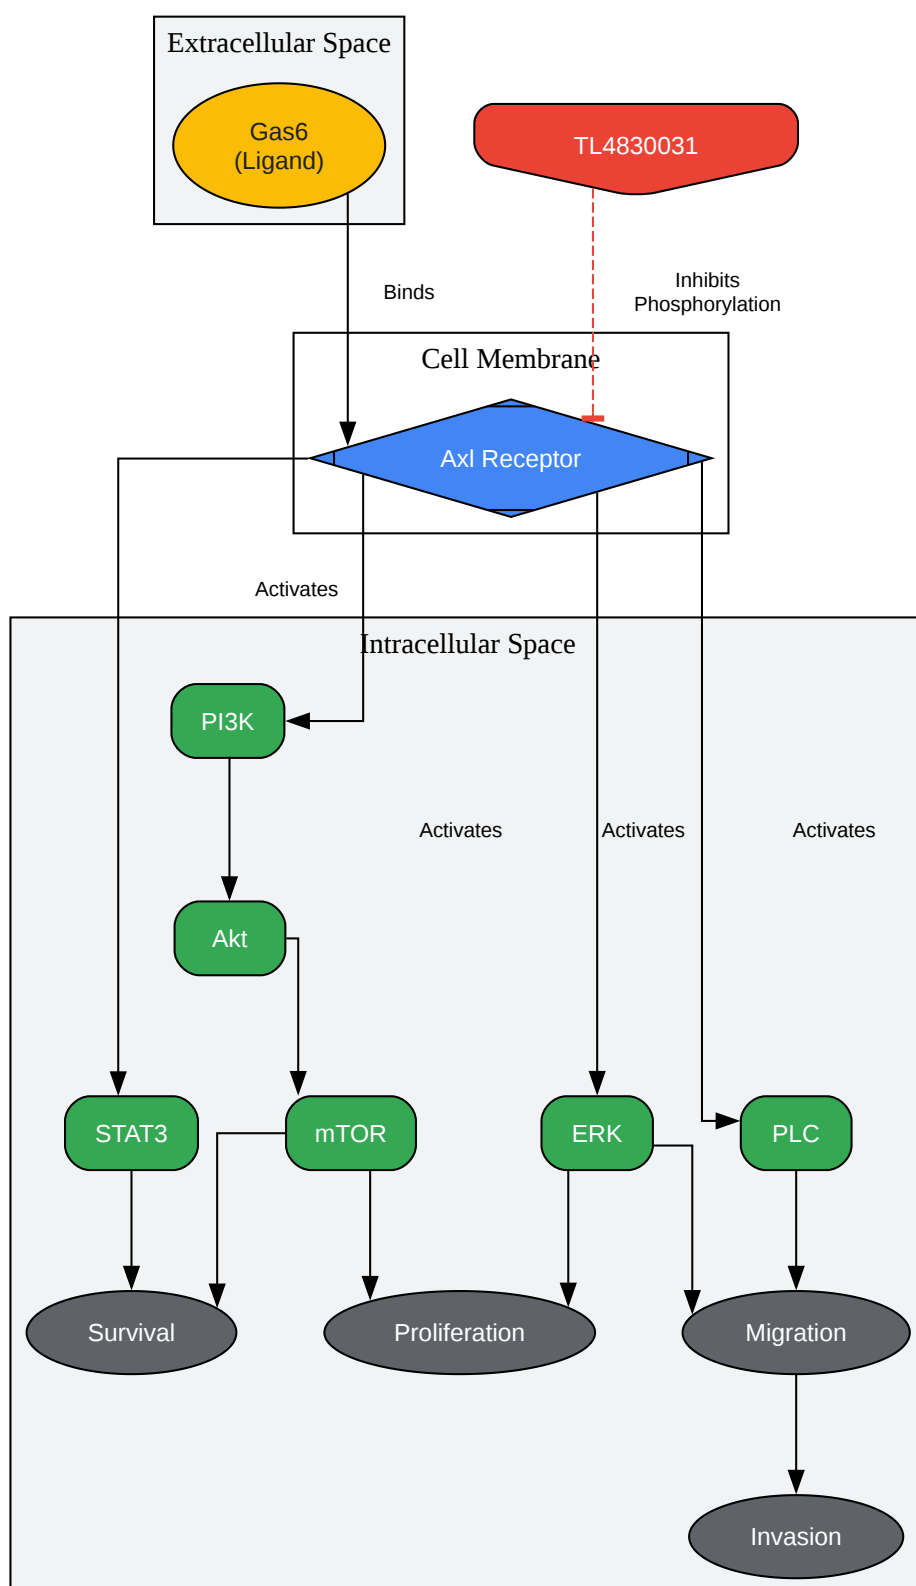 Extracellular Space
Gas6
(Ligand)
TL4830031
Binds
Inhibits
Phosphorylation
Cell Membrane
Axl Receptor
Activates
Intracellular Space
PI3K
Activates
Activates
Activates
Akt
STAT3
mTOR
ERK
PLC
Survival
Proliferation
Migration
Invasion